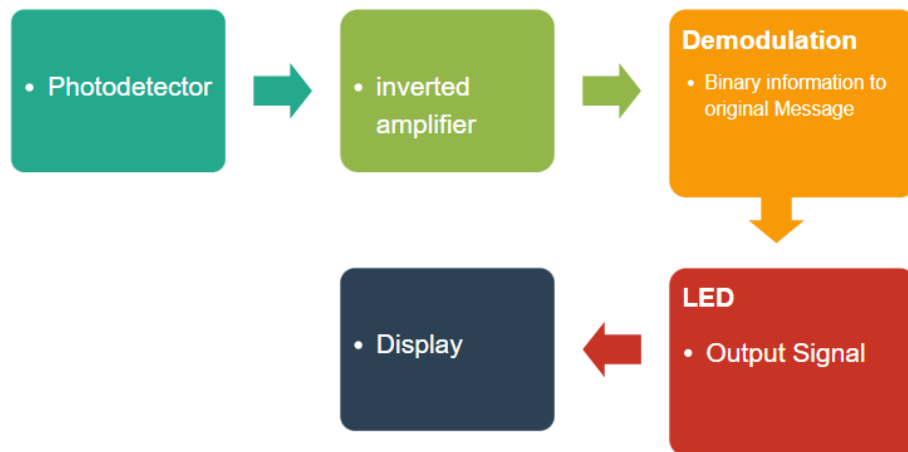 • Photodetector
• inverted
amplifier
Demodulation
• Binary information to
original Message
LED
• Output Signal
• Display